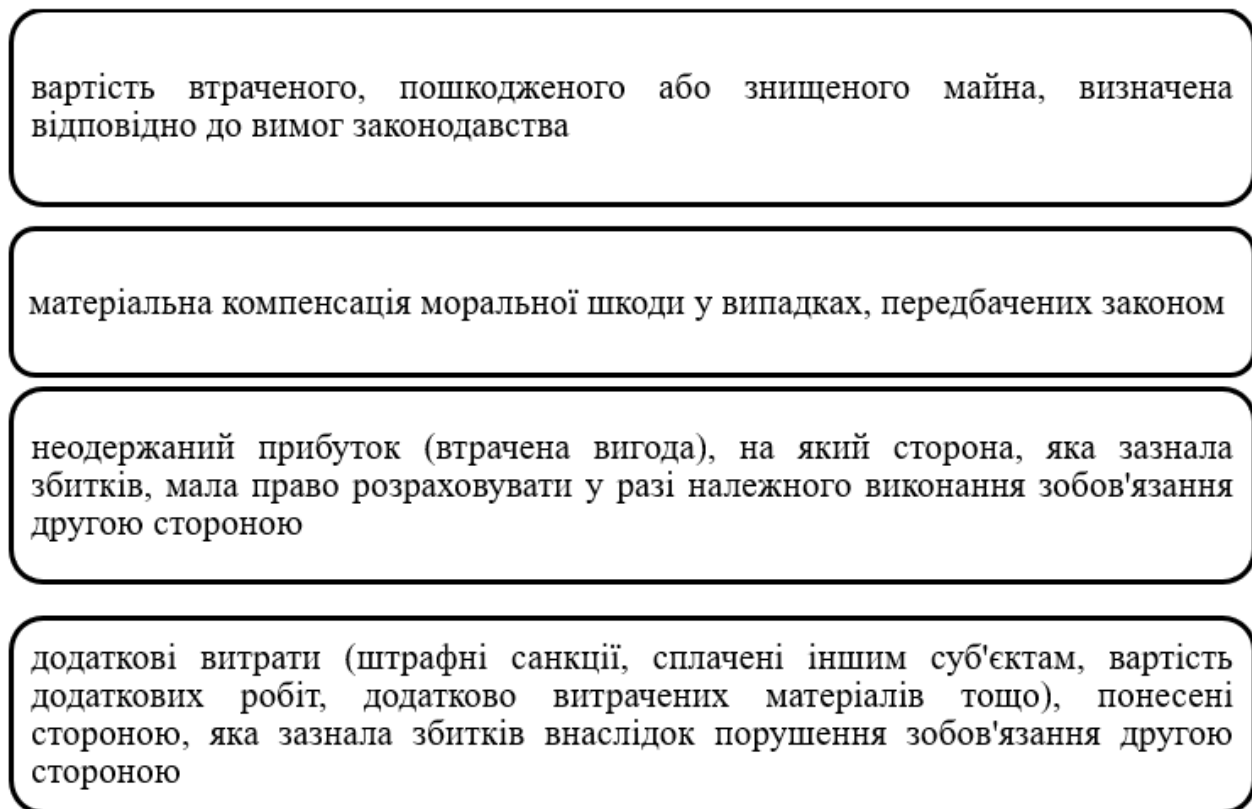 вартість втраченого, пошкодженого або знищеного майна, визначена
відповідно до вимог законодавства
матеріальна компенсація моральної шкоди у випадках, передбачених законом
неодержаний прибуток (втрачена вигода), на який сторона, яка зазнала
збитків, мала право розраховувати у разі належного виконання зобов'язання
другою стороною
додаткові витрати (штрафні санкції, сплачені іншим суб'єктам, вартість
додаткових робіт, додатково витрачених матеріалів тощо), понесені
стороною, яка зазнала збитків внаслідок порушення зобов'язання другою
стороною